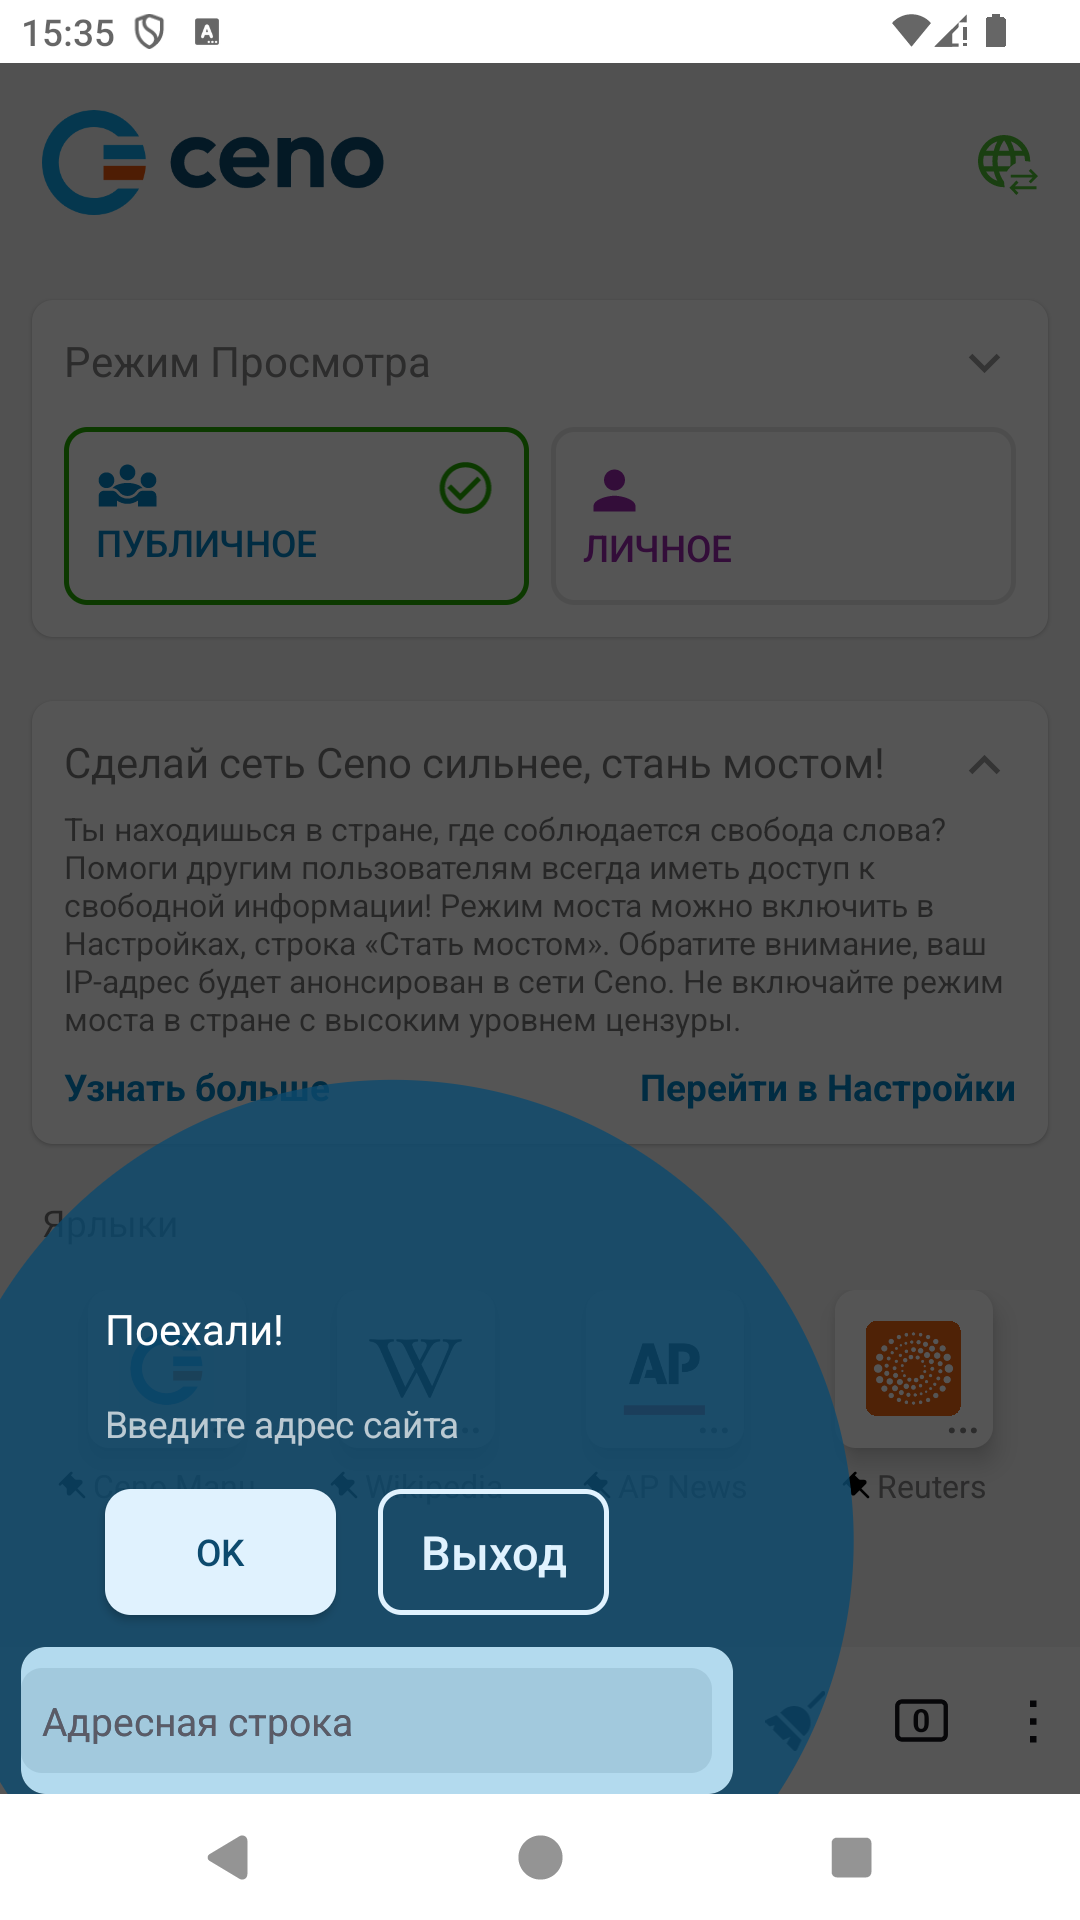 15:35
ceno
Режим Просмотра
ПУБЛИЧНОЕ
ЛИЧНОЕ
Сделай сеть Ceno сильнее, стань мостом!
Ты находишься в стране, где соблюдается свобода слова?
Помоги другим пользователям всегда иметь доступ к
свободной информации! Режим моста можно включить в
Настройках, строка «Стать мостом». Обратите внимание, ваш
IP-адрес будет анонсирован в сети Ceno. Не включайте режим
моста в стране с высоким уровнем цензуры.
Узнать больше
Перейти в Настройки
Ярлыки
Поехали!
W
AP
Введите адрес сайта
Ceno Manu
Wikipedia
AP News
Reuters
OK
Выход
Адресная строка
0